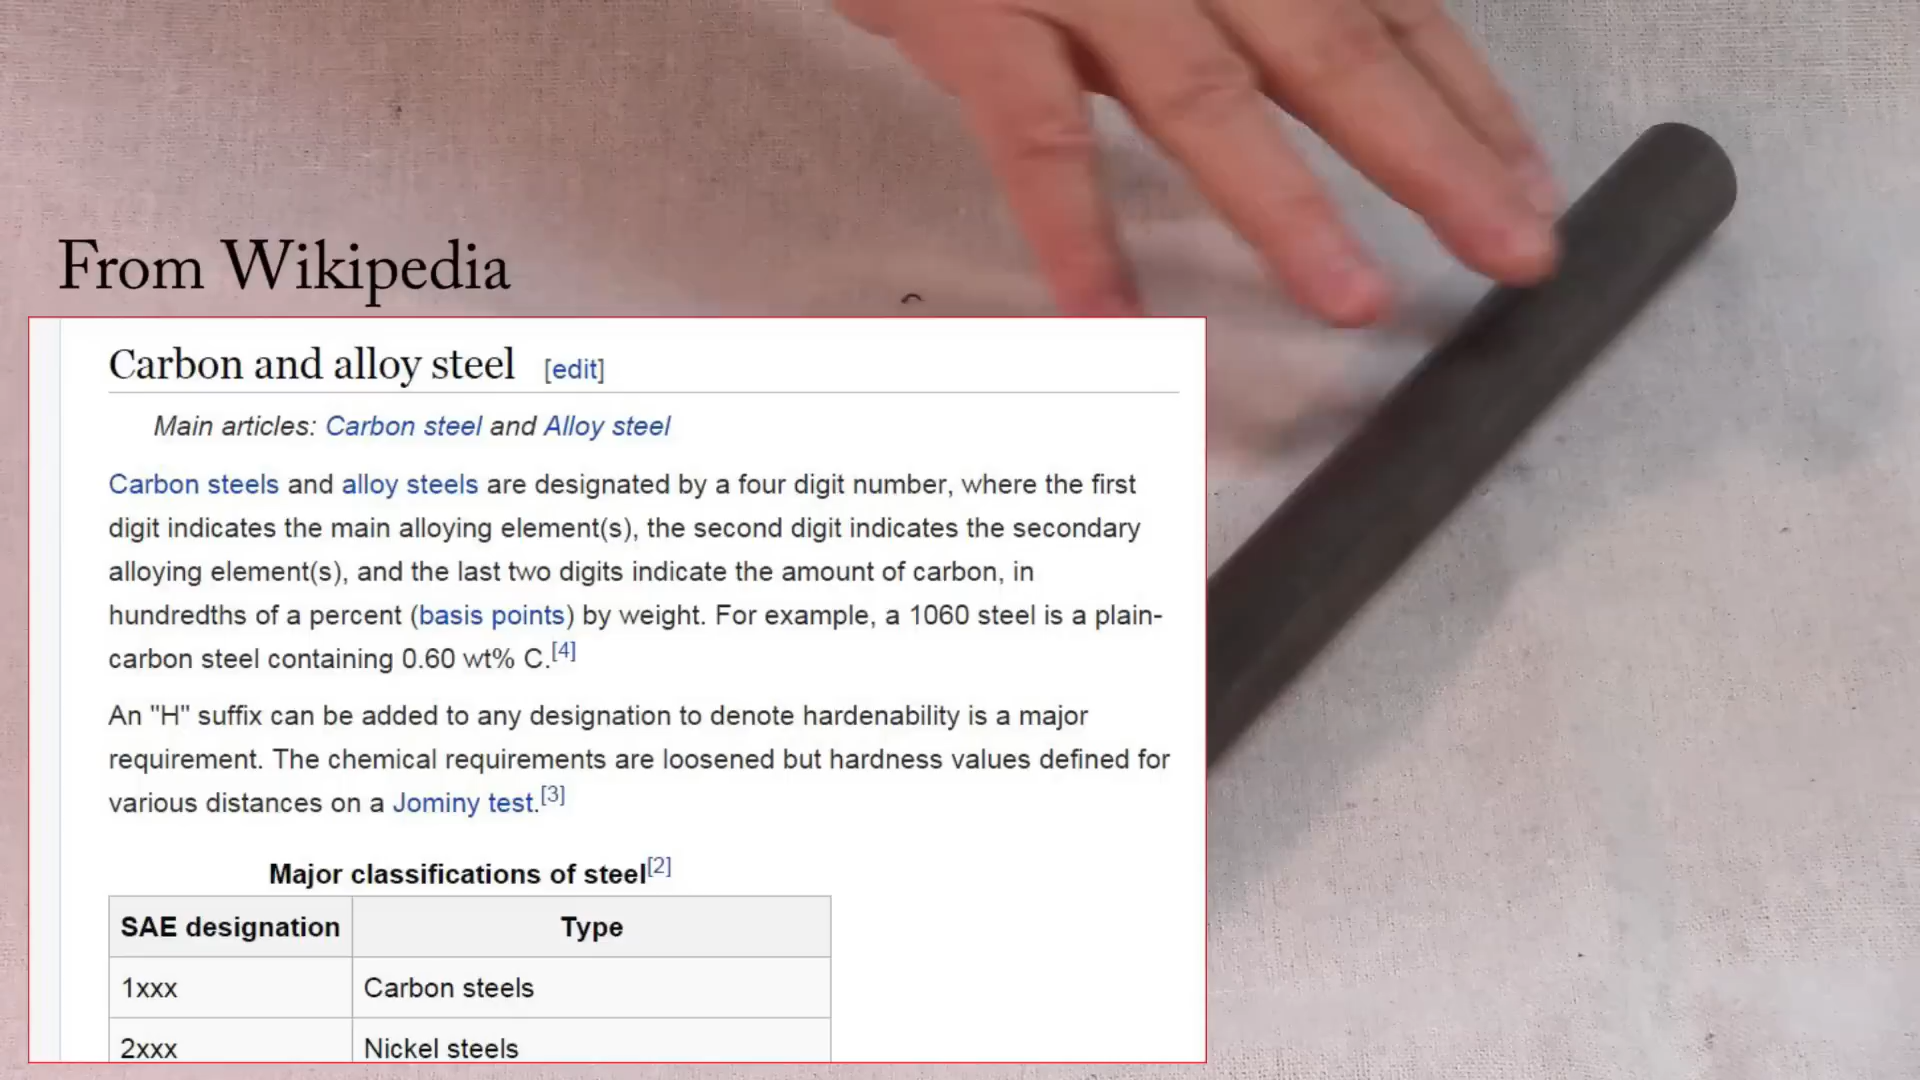 From Wikipedia
Carbon and alloy steel [edit]
Main articles: Carbon steel and Alloy steel
Carbon steels and alloy steels are designated by a four digit number, where the first
digit indicates the main alloying element(s), the second digit indicates the secondary
alloying element(s), and the last two digits indicate the amount of carbon, in
hundredths of a percent (basis points) by weight. For example, a 1060 steel is a plain-
carbon steel containing 0.60 wt% C.[4]
An "H" suffix can be added to any designation to denote hardenability is a major
requirement. The chemical requirements are loosened but hardness values defined for
various distances on a Jominy test.[3]
Major classifications of steel[2]
SAE designation Type
1xxx Carbon steels
2xxx Nickel steels